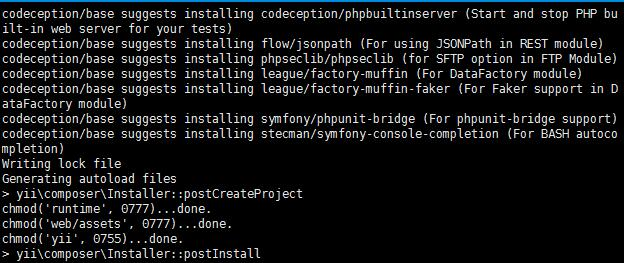 codeception/base suggests installing codeception/phpbuiltinserver (Start and stop PHP bu
ilt-in web server for your tests)
codeception/base suggests installing flow/jsonpath (For using JSONPath in REST module)
codeception/base suggests installing phpseclib/phpseclib (for SFTP option in FTP Module)
codeception/base suggests installing league/factory-muffin (For DataFactory module)
codeception/base suggests installing league/factory-muffin-faker (For Faker support in D
ataFactory module)
codeception/base suggests installing symfony/phpunit-bridge (For phpunit-bridge support)
codeception/base suggests installing stecman/symfony-console-completion (For BASH autoco
mpletion)
Writing lock file
Generating autoload files
> yii\composer\Installer::postCreateProject
chmod('runtime', 0777)...done.
chmod('web/assets', 0777)...done.
chmod('yii', 0755)...done.
> yii\composer\Installer::postInstall